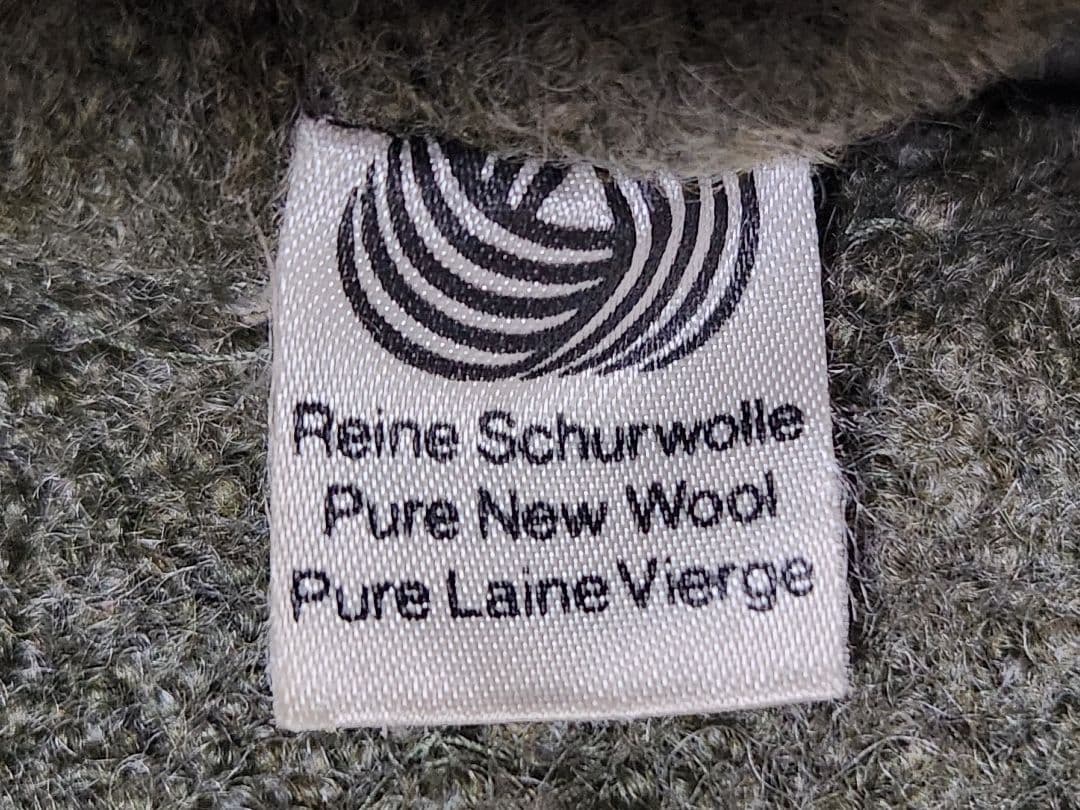 Reine Schurwolle
Pure New Wool
Pure Laine Vierge